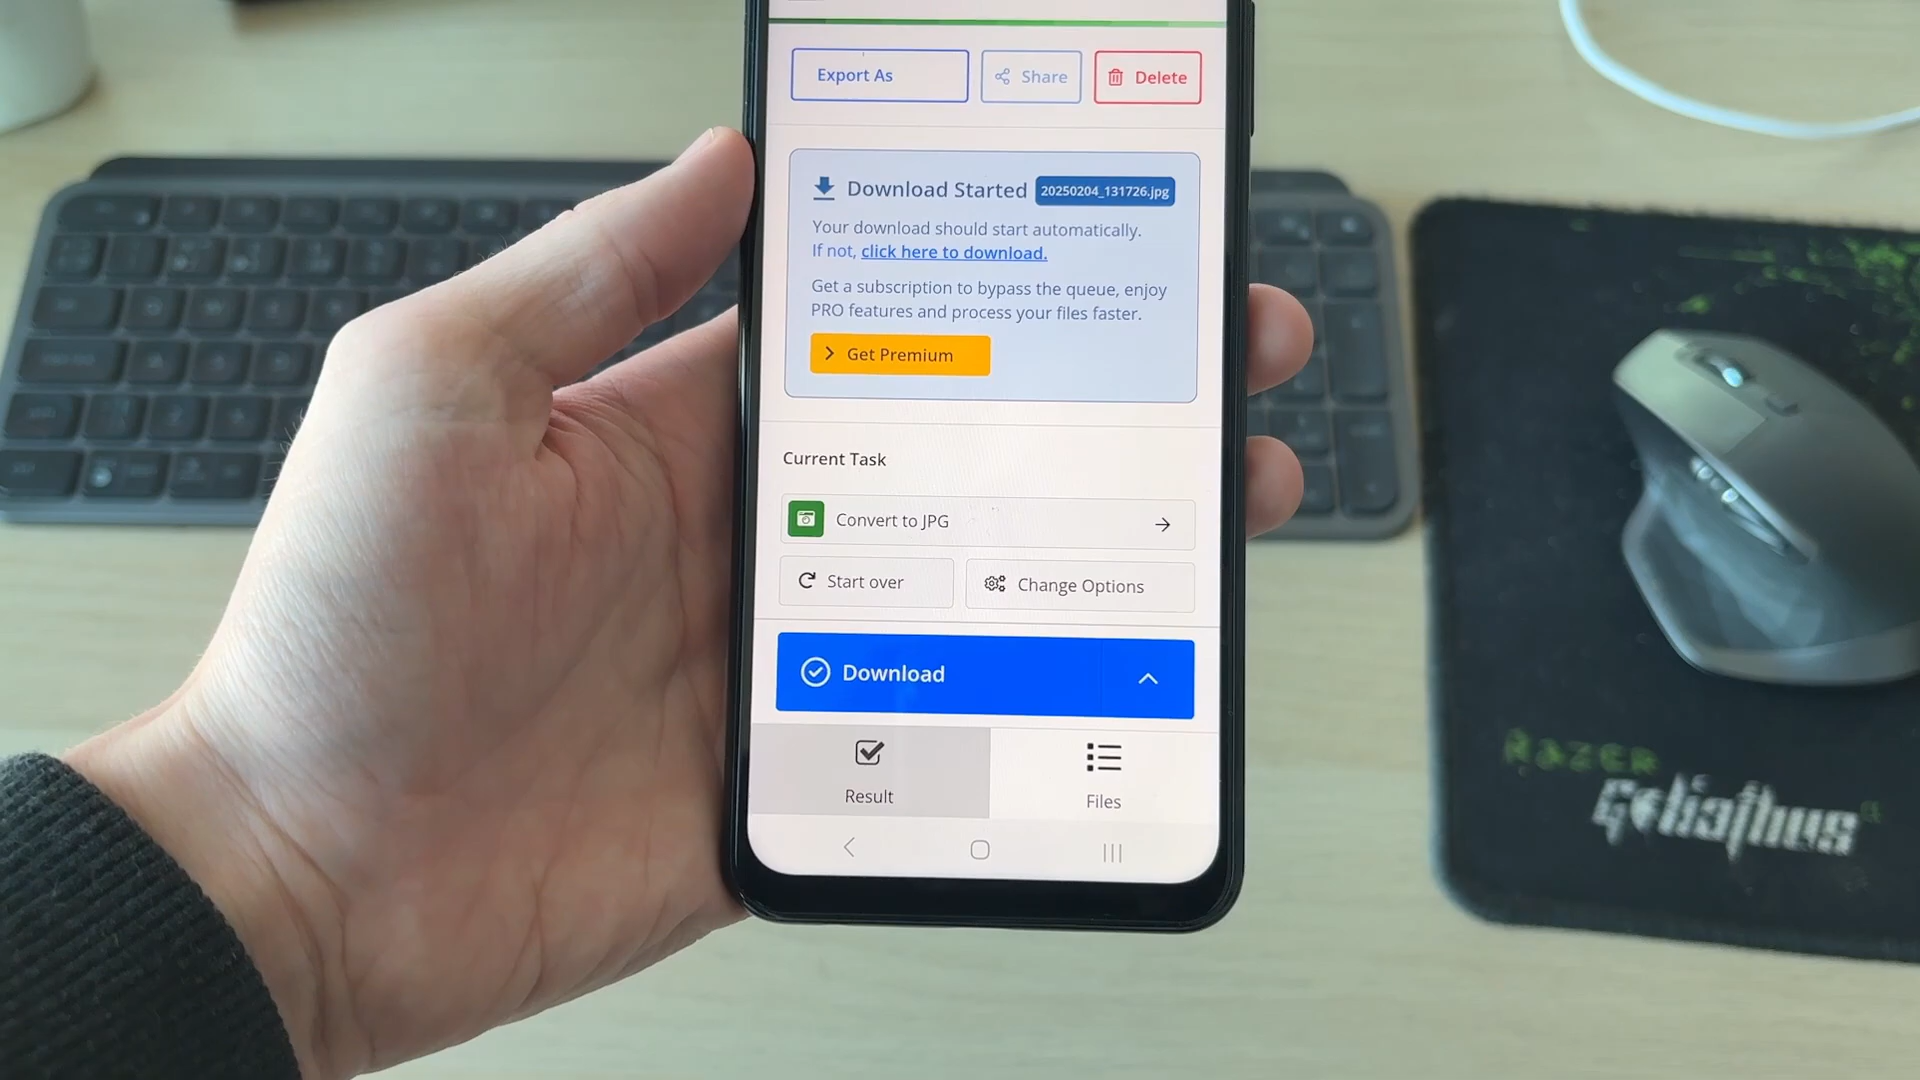 Export As
Share
Delete
Download Started
20250204_131726.jpg
Your download should start automatically.
If not, click here to download.
Get a subscription to bypass the queue, enjoy
PRO features and process your files faster.
Get Premium
Current Task
Convert to JPG
Start over
Change Options
Download
Result
Files
RAZER
Goliathus